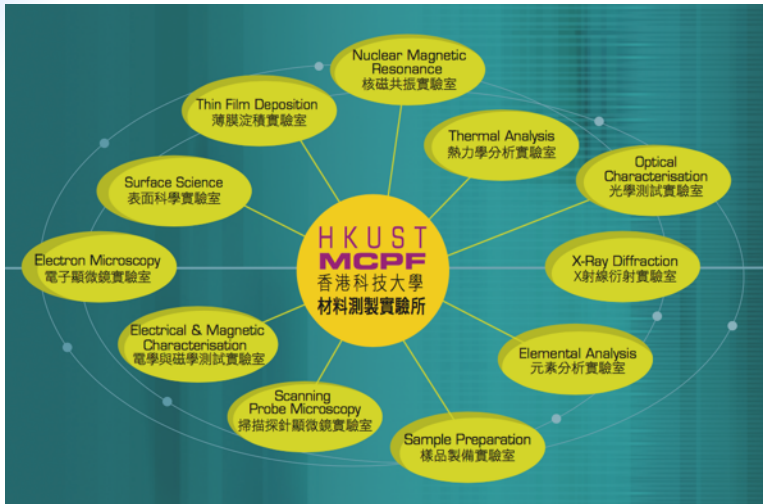 Nuclear Magnetic
Resonance
核磁共振實驗室
Thin Film Deposition
薄膜淀積實驗室
Thermal Analysis
熱力學分析實驗室
Optical
Characterisation
光學測試實驗室
Surface Science
表面科學實驗室
HKUST
MCPF
香港科技大學
材料測製實驗所
Electron Microscopy
電子顯微鏡實驗室
X-Ray Diffraction
X射線衍射實驗室
Electrical & Magnetic
Characterisation
電學與磁學測試實驗室
Elemental Analysis
元素分析實驗室
Scanning
Probe Microscopy
掃描探針顯微鏡實驗室
Sample Preparation
樣品製備實驗室